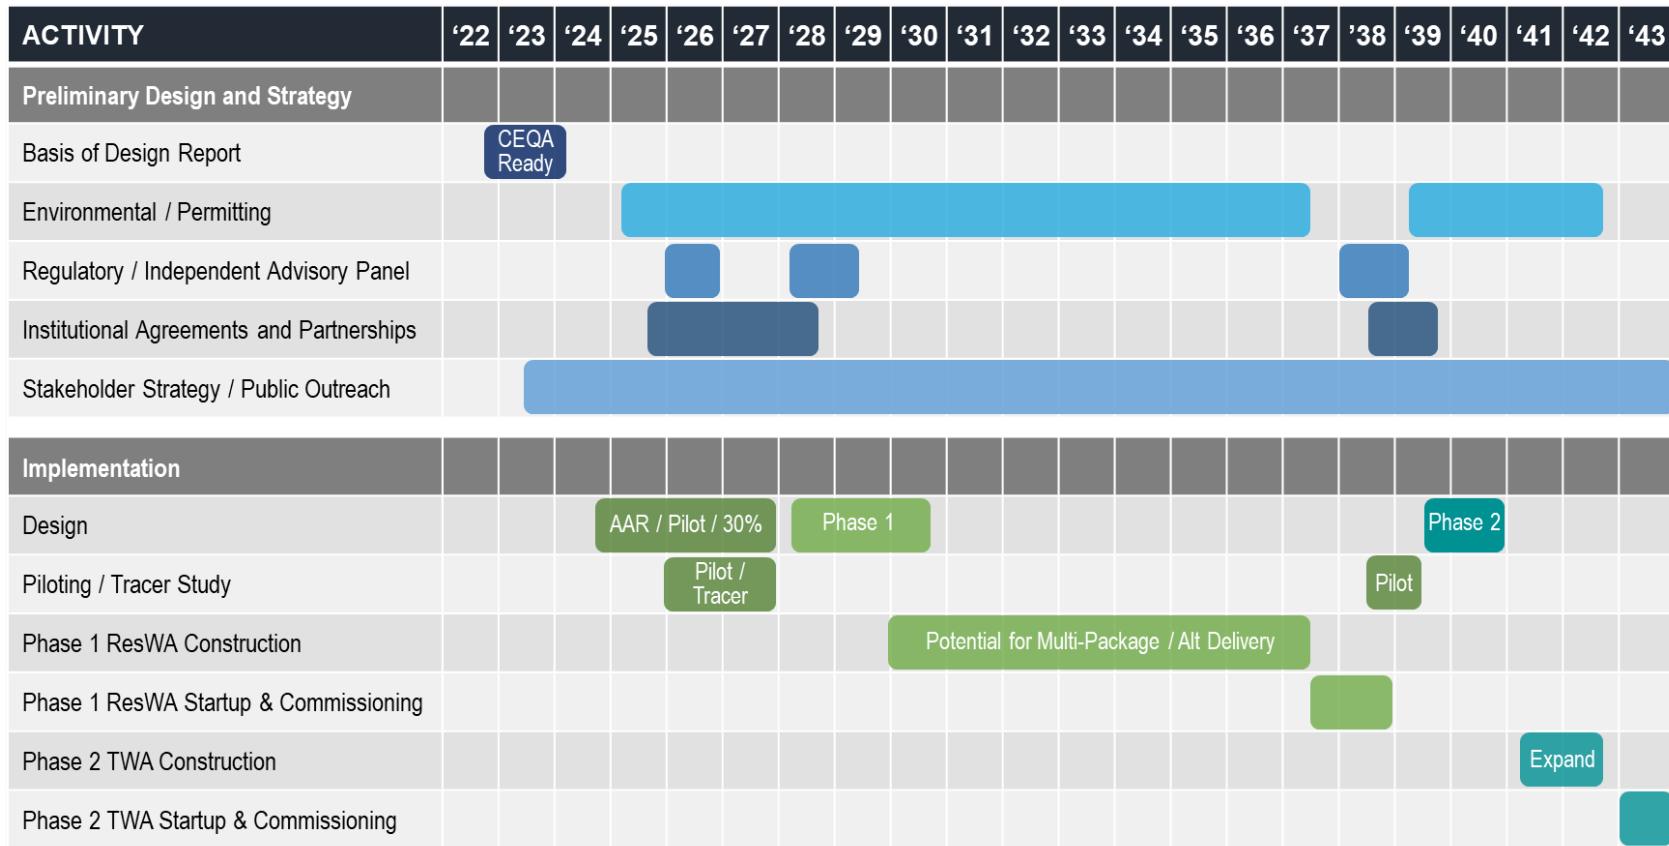 ACTIVITY ‘22 ‘23 ‘24 ‘25 ‘26 ‘27 ‘28 ‘29 ‘30 ‘31 ‘32 ‘33 ‘34 ‘35 ‘36 ‘37 ’38 ‘39 ‘40 ‘41 ‘42 ‘43
Preliminary Design and Strategy
Basis of Design Report
CEQA
Ready
Environmental / Permitting
Regulatory / Independent Advisory Panel
Institutional Agreements and Partnerships
Stakeholder Strategy / Public Outreach
Implementation
Design AAR / Pilot / 30% Phase 1 Phase 2
Piloting / Tracer Study
Pilot /
Tracer
Pilot
Phase 1 ResWA Construction Potential for Multi-Package / Alt Delivery
Phase 1 ResWA Startup & Commissioning
Phase 2 TWA Construction Expand
Phase 2 TWA Startup & Commissioning